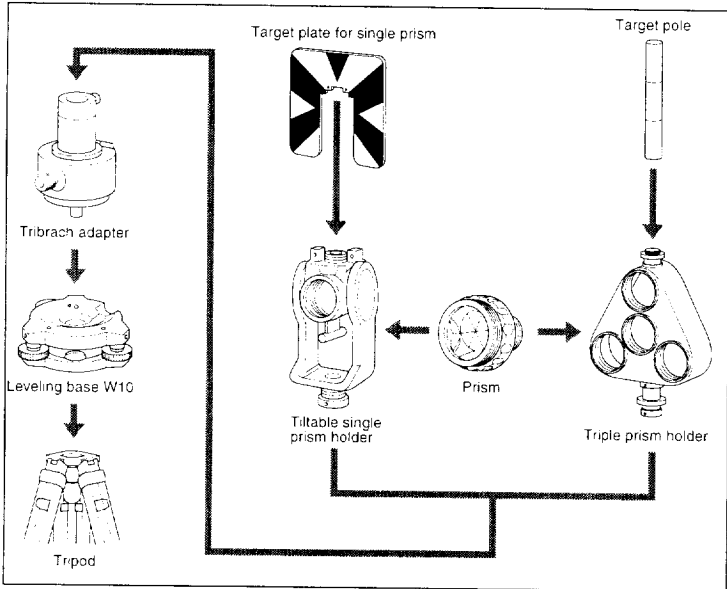 Target plate for single prism
Target pole
Tribrach adapter
Leveling base W10
Tripod
Tiltable single
prism holder
Prism
Triple prism holder